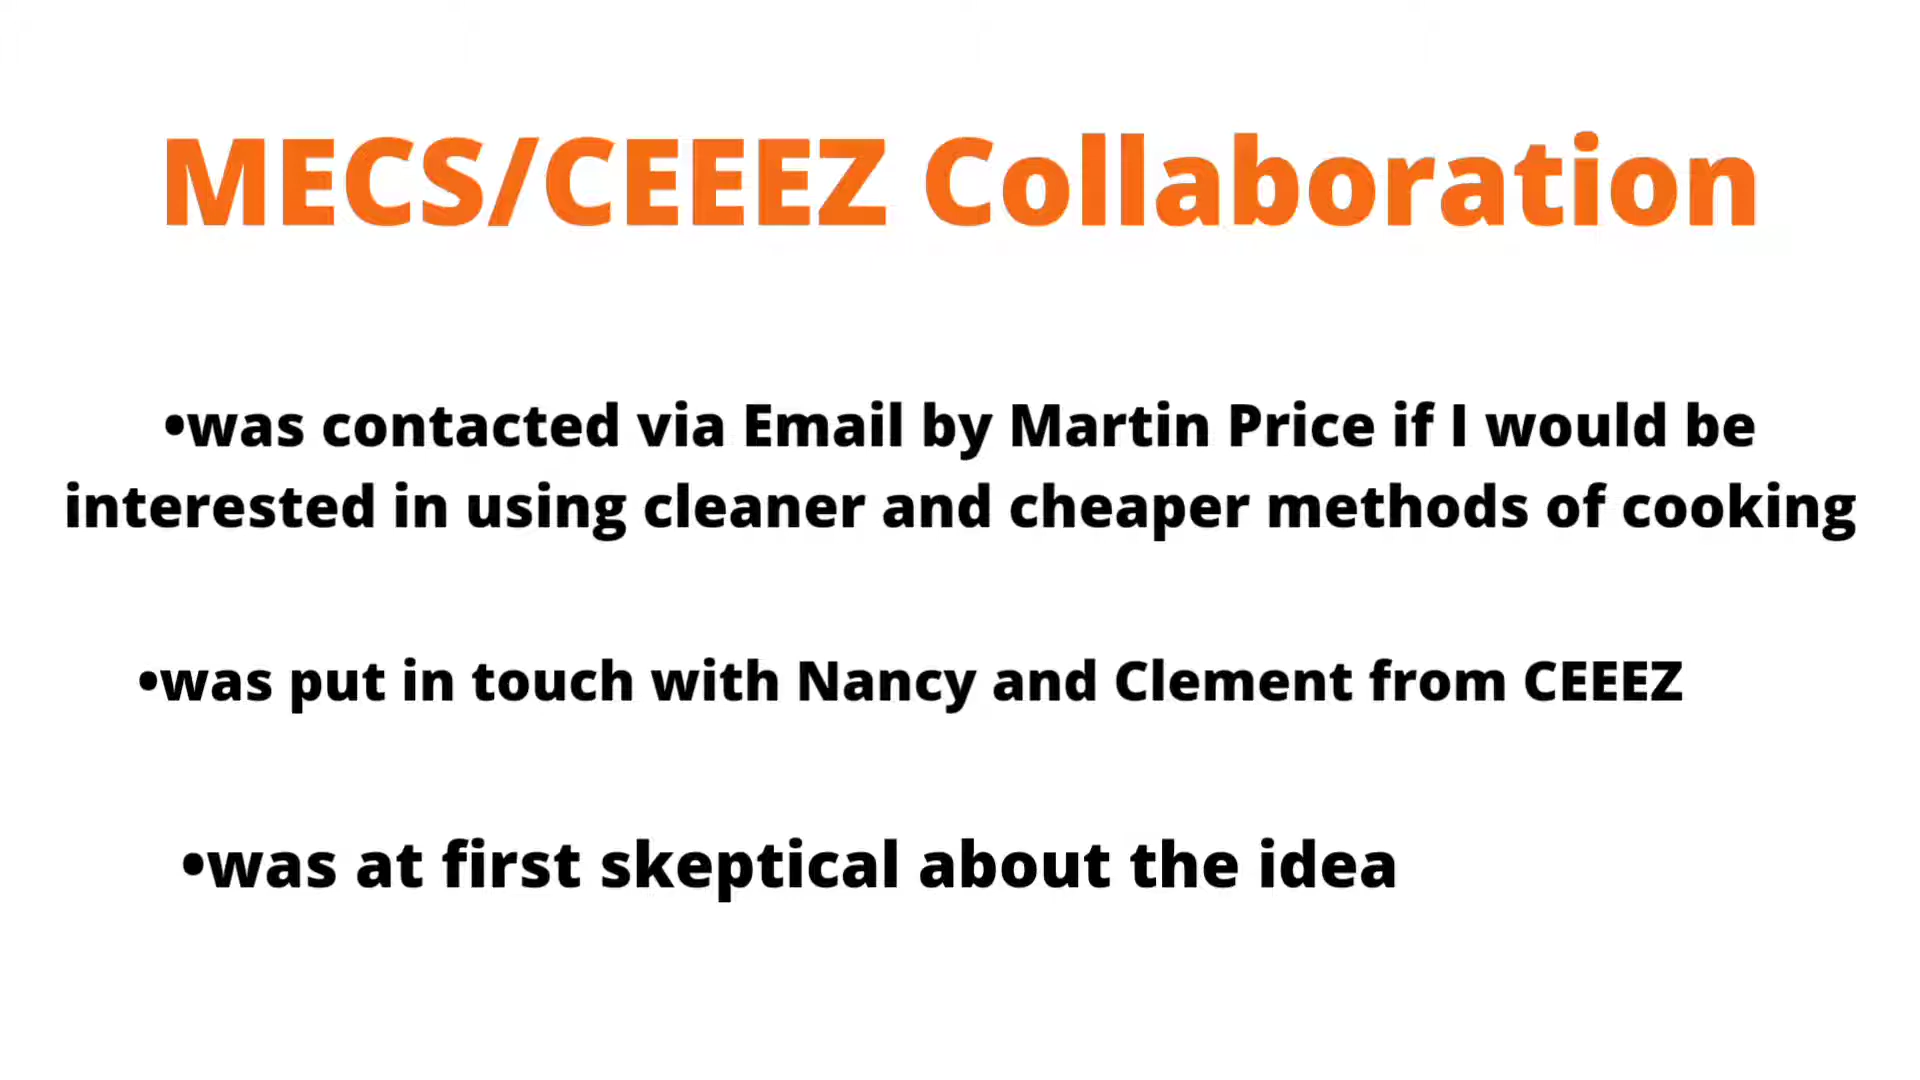 MECS/CEEEZ Collaboration
•was contacted via Email by Martin Price if I would be
interested in using cleaner and cheaper methods of cooking
•was put in touch with Nancy and Clement from CEEEZ
•was at first skeptical about the idea